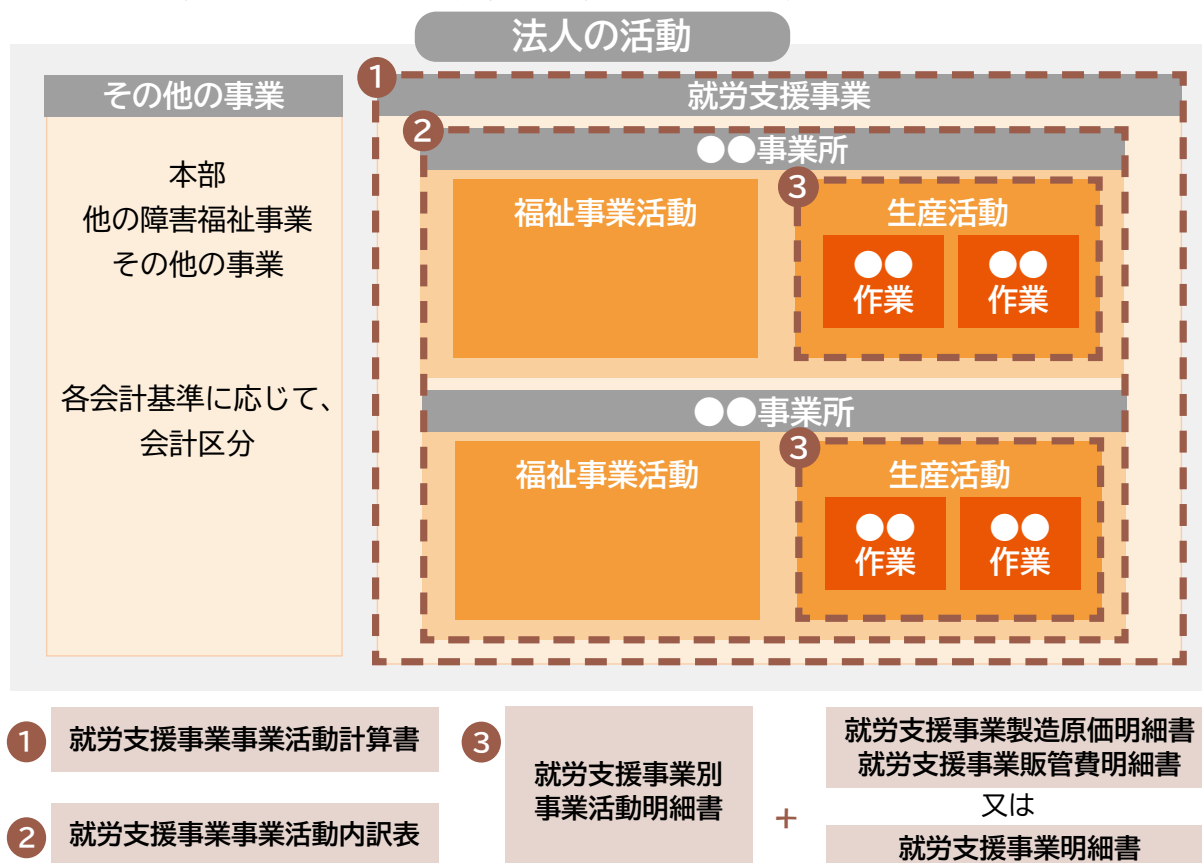 法人の活動
その他の事業
本部
他の障害福祉事業
その他の事業
各会計基準に応じて、
会計区分
1
就労支援事業
2
●●事業所
福祉事業活動
3
生産活動
●●
作業
●●
作業
●●事業所
福祉事業活動
3
生産活動
●●
作業
●●
作業
1
就労支援事業事業活動計算書
2
就労支援事業事業活動内訳表
3
就労支援事業別
事業活動明細書
+
就労支援事業製造原価明細書
就労支援事業販管費明細書
又は
就労支援事業明細書